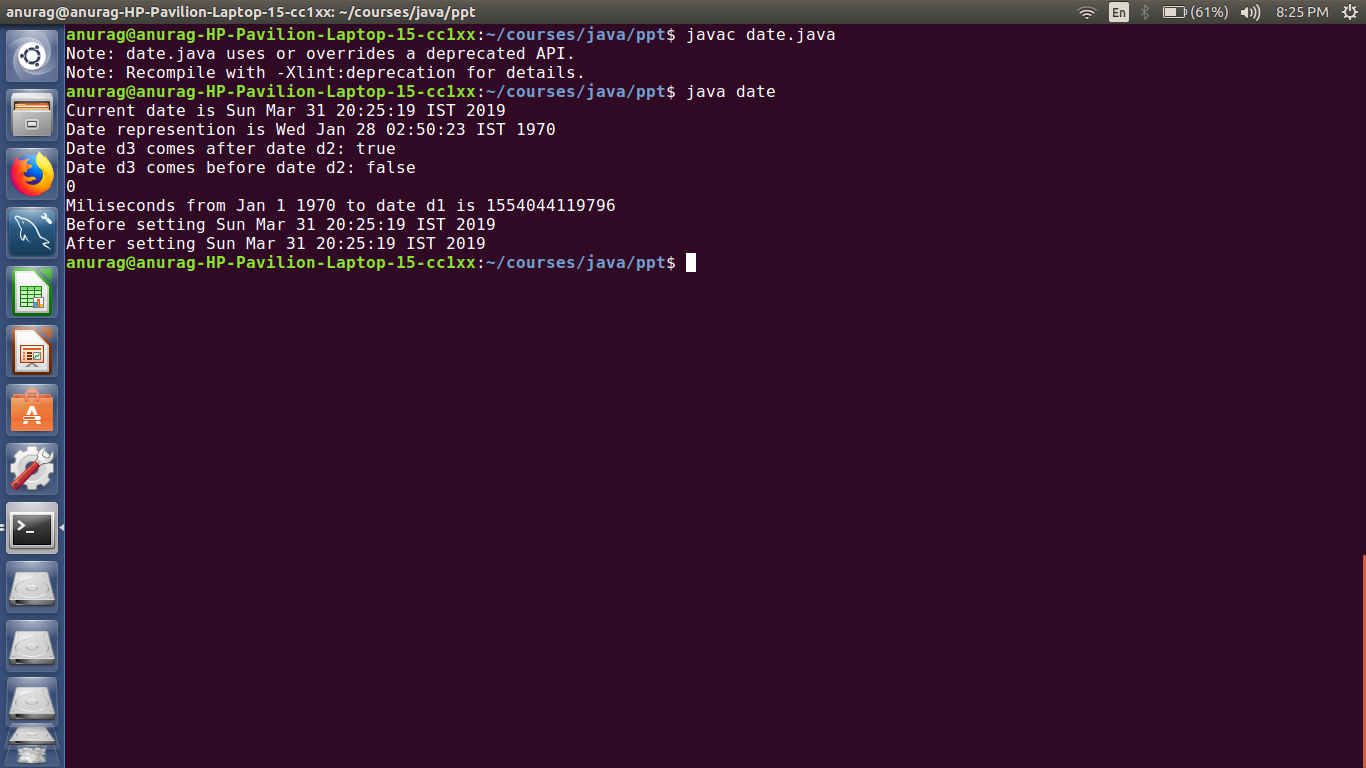 anurag@anurag-HP-Pavilion-Laptop-15-cc1xx: ~/courses/java/ppt En (61%) 8:25 PM
anurag@anurag-HP-Pavilion-Laptop-15-cc1xx:~/courses/java/ppt$ javac date.java
Note: date.java uses or overrides a deprecated API.
Note: Recompile with -Xlint:deprecation for details.
anurag@anurag-HP-Pavilion-Laptop-15-cc1xx:~/courses/java/ppt$ java date
Current date is Sun Mar 31 20:25:19 IST 2019
Date represention is Wed Jan 28 02:50:23 IST 1970
Date d3 comes after date d2: true
Date d3 comes before date d2: false
0
Miliseconds from Jan 1 1970 to date d1 is 1554044119796
Before setting Sun Mar 31 20:25:19 IST 2019
After setting Sun Mar 31 20:25:19 IST 2019
anurag@anurag-HP-Pavilion-Laptop-15-cc1xx:~/courses/java/ppt$